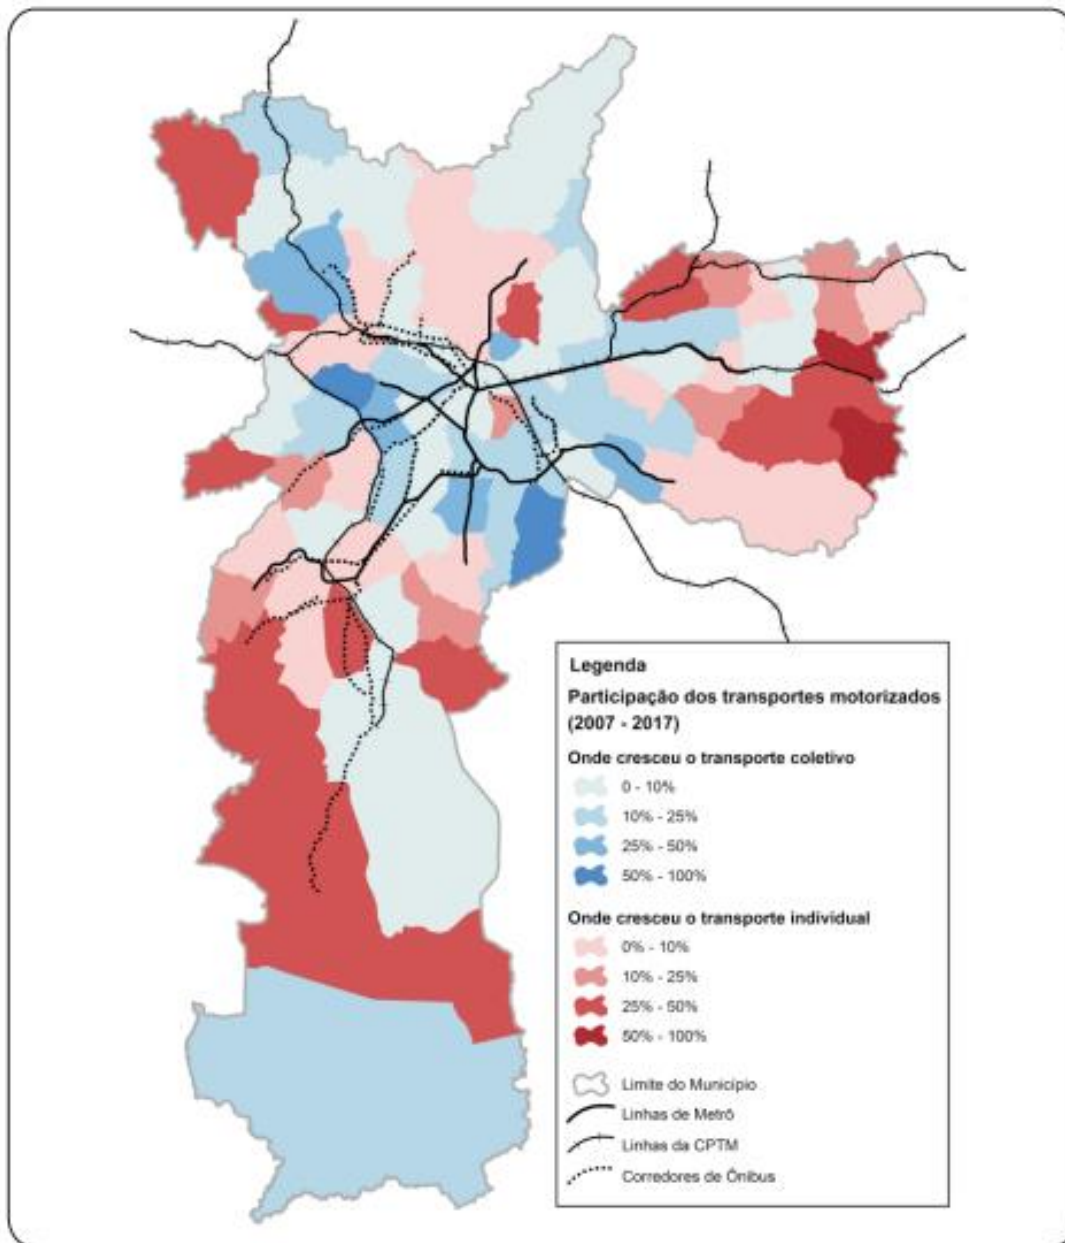 Legenda
Participação dos transportes motorizados
(2007 - 2017)
Onde cresceu o transporte coletivo
0 - 10%
10% - 25%
25% - 50%
50% - 100%
Onde cresceu o transporte individual
0% - 10%
10% - 25%
25% - 50%
50% - 100%
Limite do Município
Linhas de Metrô
Linhas da CPTM
Corredores de Ônibus